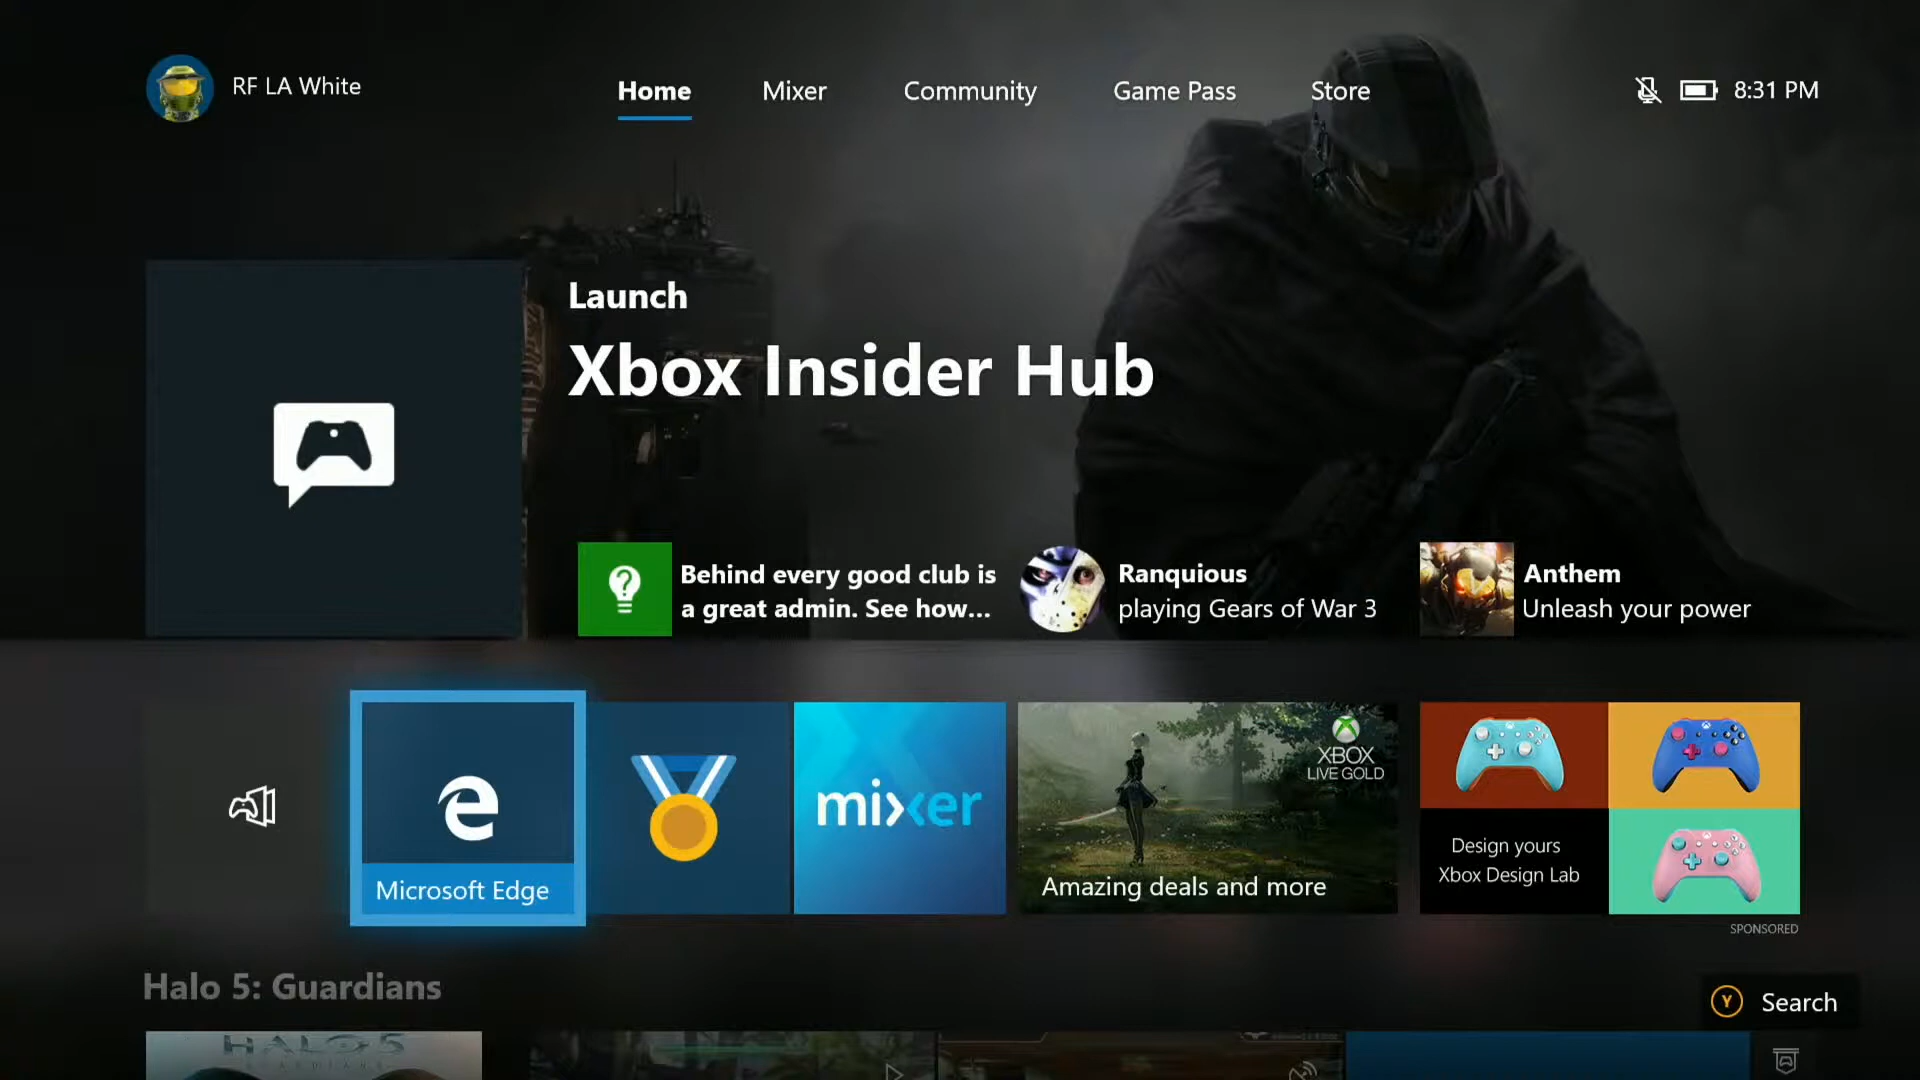 RF LA White
Home
Mixer
Community
Game Pass
Store
8:31 PM
Launch
Xbox Insider Hub
Behind every good club is
a great admin. See how...
Ranquious
playing Gears of War 3
Anthem
Unleash your power
Microsoft Edge
mixer
XBOX
LIVE GOLD
Amazing deals and more
Design yours
Xbox Design Lab
SPONSORED
Halo 5: Guardians
Y Search
HALO 5